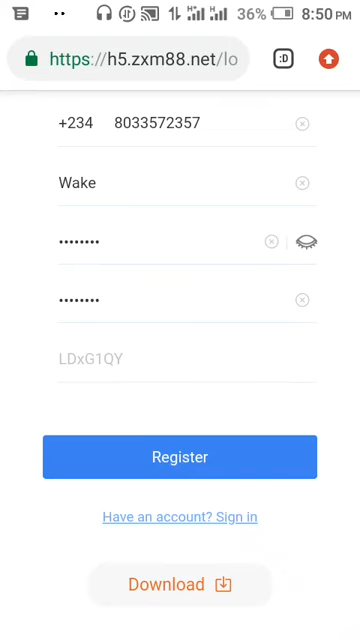 36% 8:50 PM
https://h5.zxm88.net/lo
:D
+234 8033572357
Wake
••••••••
••••••••
LDxG1QY
Register
Have an account? Sign in
Download